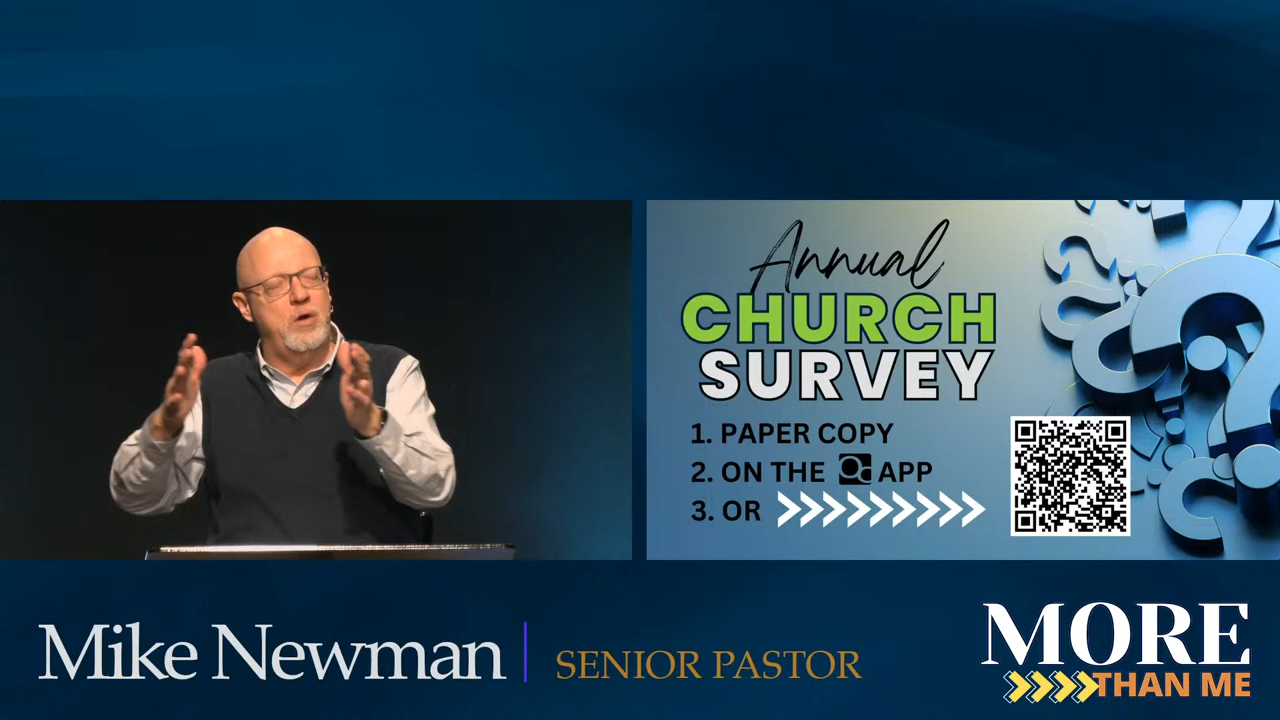 Annual
CHURCH
SURVEY
1. PAPER COPY
2. ON THE APP
3. OR
Mike Newman
SENIOR PASTOR
MORE
THAN ME